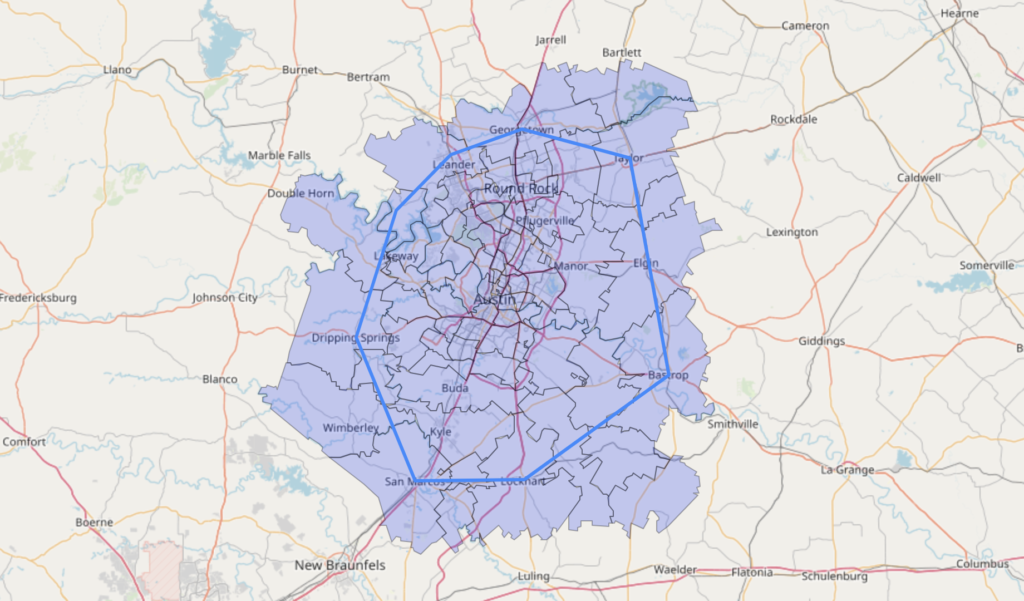 Hearne
Cameron
Jarrell
Bartlett
Llano
Burnet
Bertram
Rockdale
Georgetown
Marble Falls
Leander
Taylor
Caldwell
Double Horn
Round Rock
Pflugerville
Lexington
Lakeway
Manor
Elgin
Somerville
Fredericksburg
Johnson City
Austin
Dripping Springs
Giddings
B
Blanco
Bastrop
Buda
Smithville
Wimberley
Kyle
Comfort
La Grange
San Marcos
Lockhart
Boerne
New Braunfels
Luling
Waelder
Flatonia
Schulenburg
Columbus